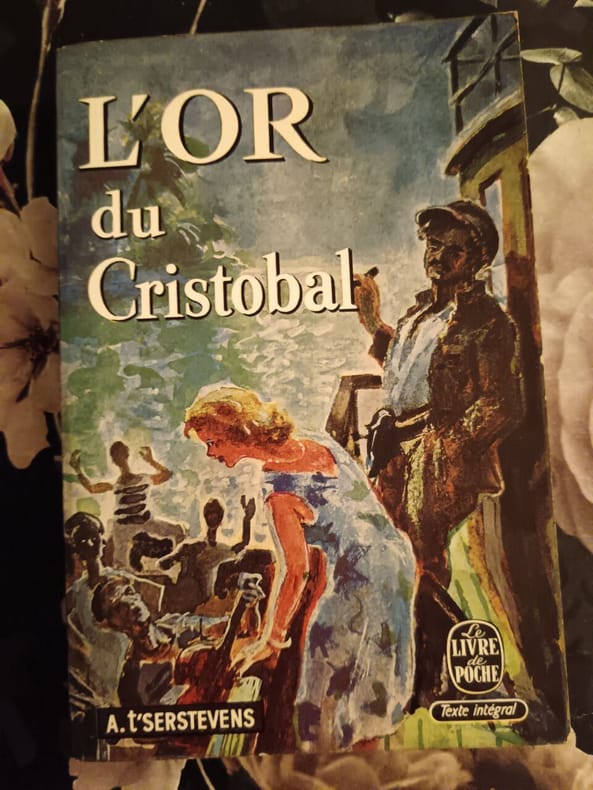 L'OR
du
Cristobal
Le
LIVRE
de
POCHE
A.t'SERSTEVENS
Texte intégral